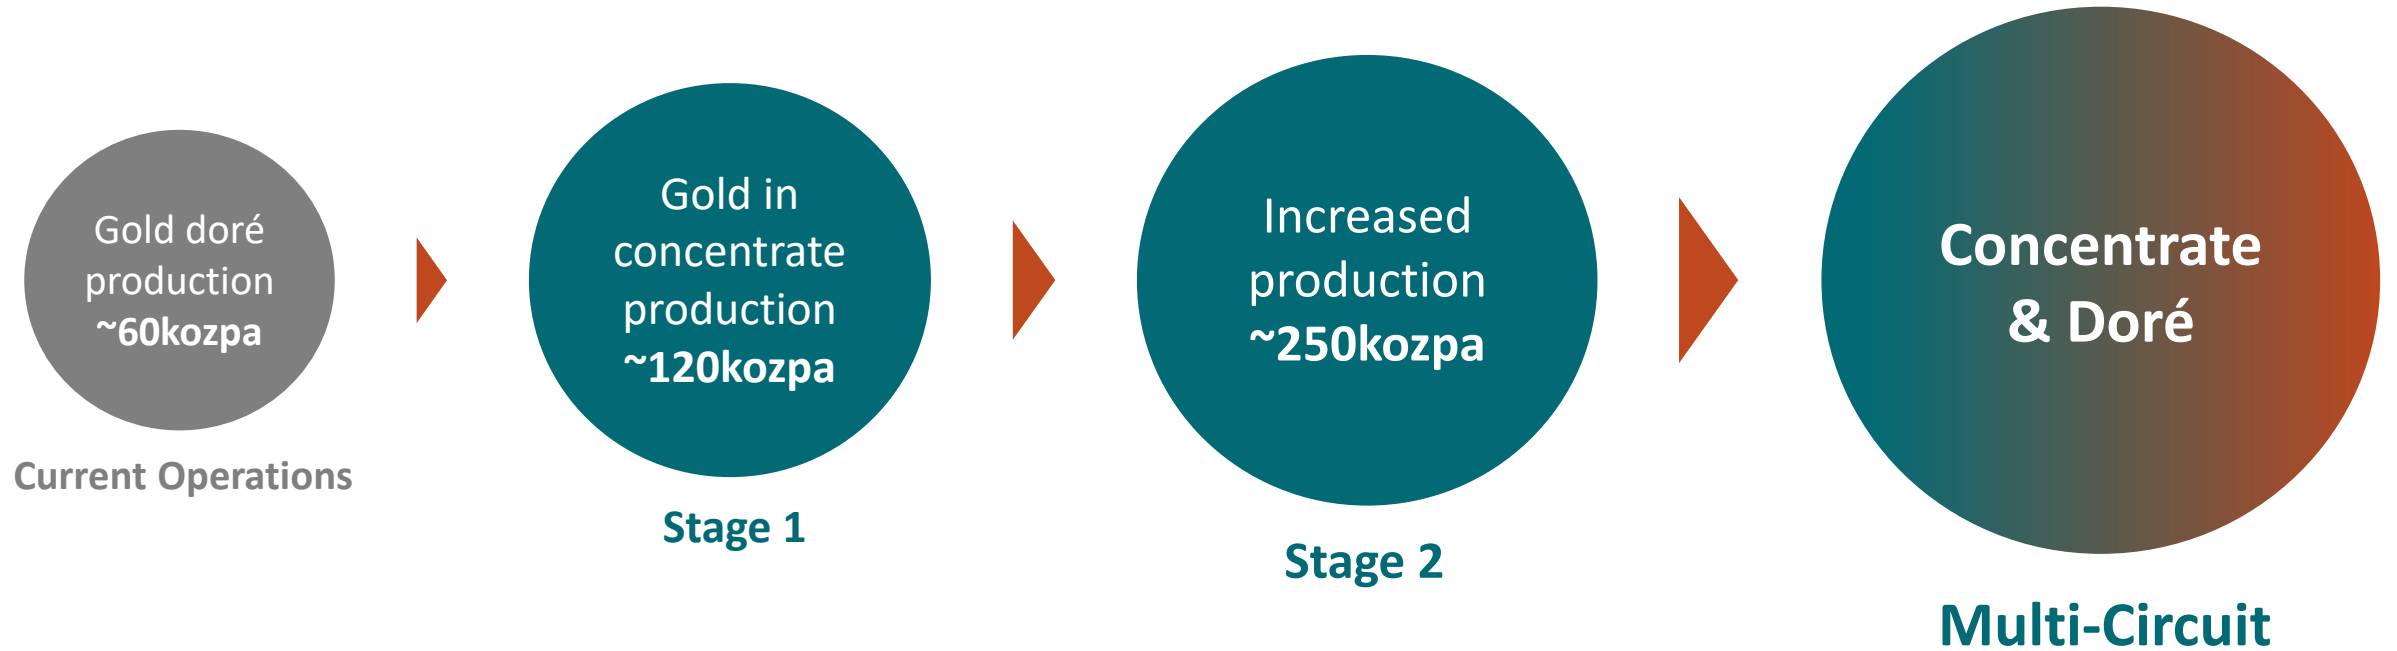 Gold doré
production
~60kozpa
Current Operations
Gold in
concentrate
production
~120kozpa
Stage 1
Increased
production
~250kozpa
Stage 2
Concentrate
& Doré
Multi-Circuit